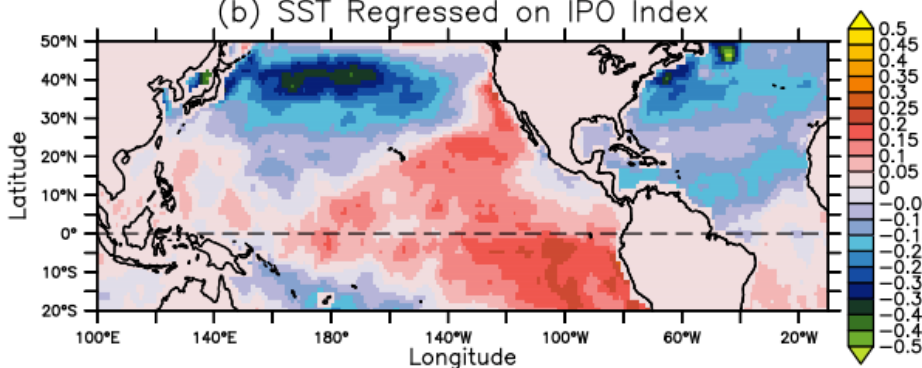 (b) SST Regressed on IPO Index
50°N
40°N
30°N
20°N
10°N
0°
10°S
20°S
Latitude
100°E 140°E 180° 140°W 100°W 60°W 20°W
Longitude
0.5
0.45
0.4
0.35
0.3
0.25
0.2
0.15
0.1
0.05
0
−0.0
−0.1
−0.1
−0.2
−0.2
−0.3
−0.3
−0.4
−0.4
−0.5